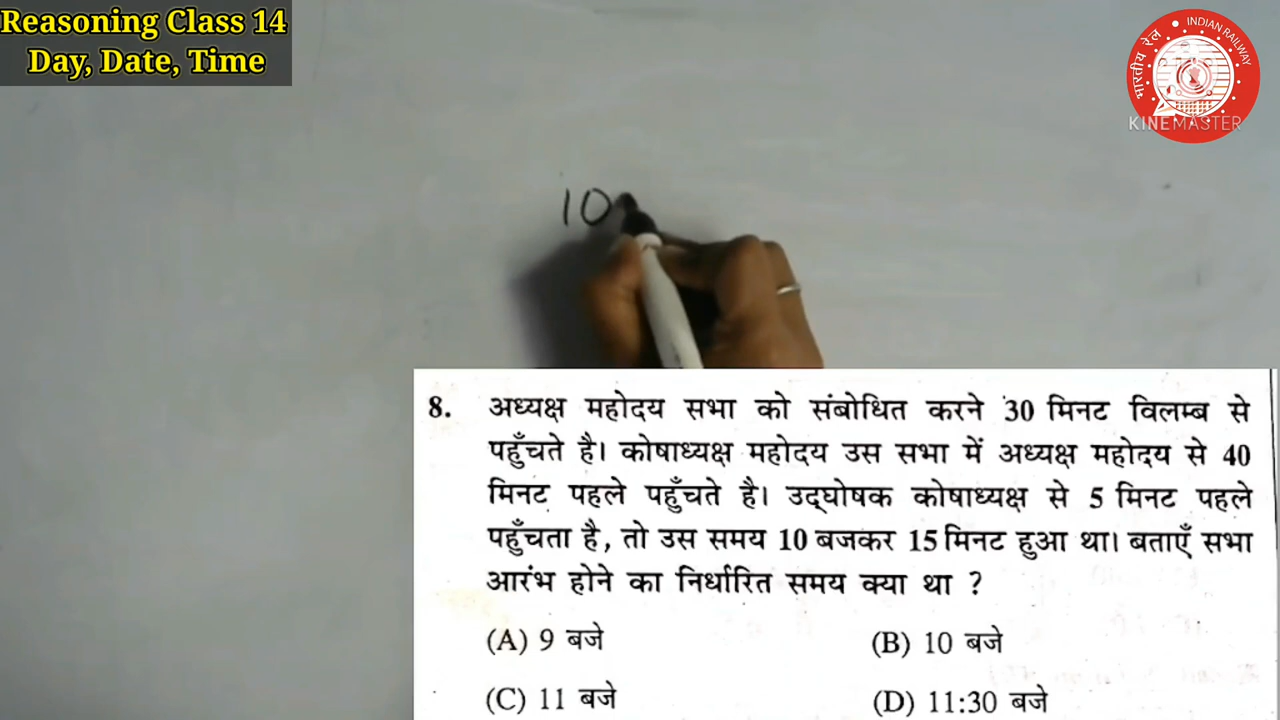 Reasoning Class 14
Day, Date, Time
भारतीय रेल
INDIAN RAILWAY
KINEMASTER
10
8. अध्यक्ष महोदय सभा को संबोधित करने 30 मिनट विलम्ब से
पहुँचते है। कोषाध्यक्ष महोदय उस सभा में अध्यक्ष महोदय से 40
मिनट पहले पहुँचते है। उद्घोषक कोषाध्यक्ष से 5 मिनट पहले
पहुँचता है, तो उस समय 10 बजकर 15 मिनट हुआ था। बताएँ सभा
आरंभ होने का निर्धारित समय क्या था ?
(A) 9 बजे (B) 10 बजे
(C) 11 बजे (D) 11:30 बजे